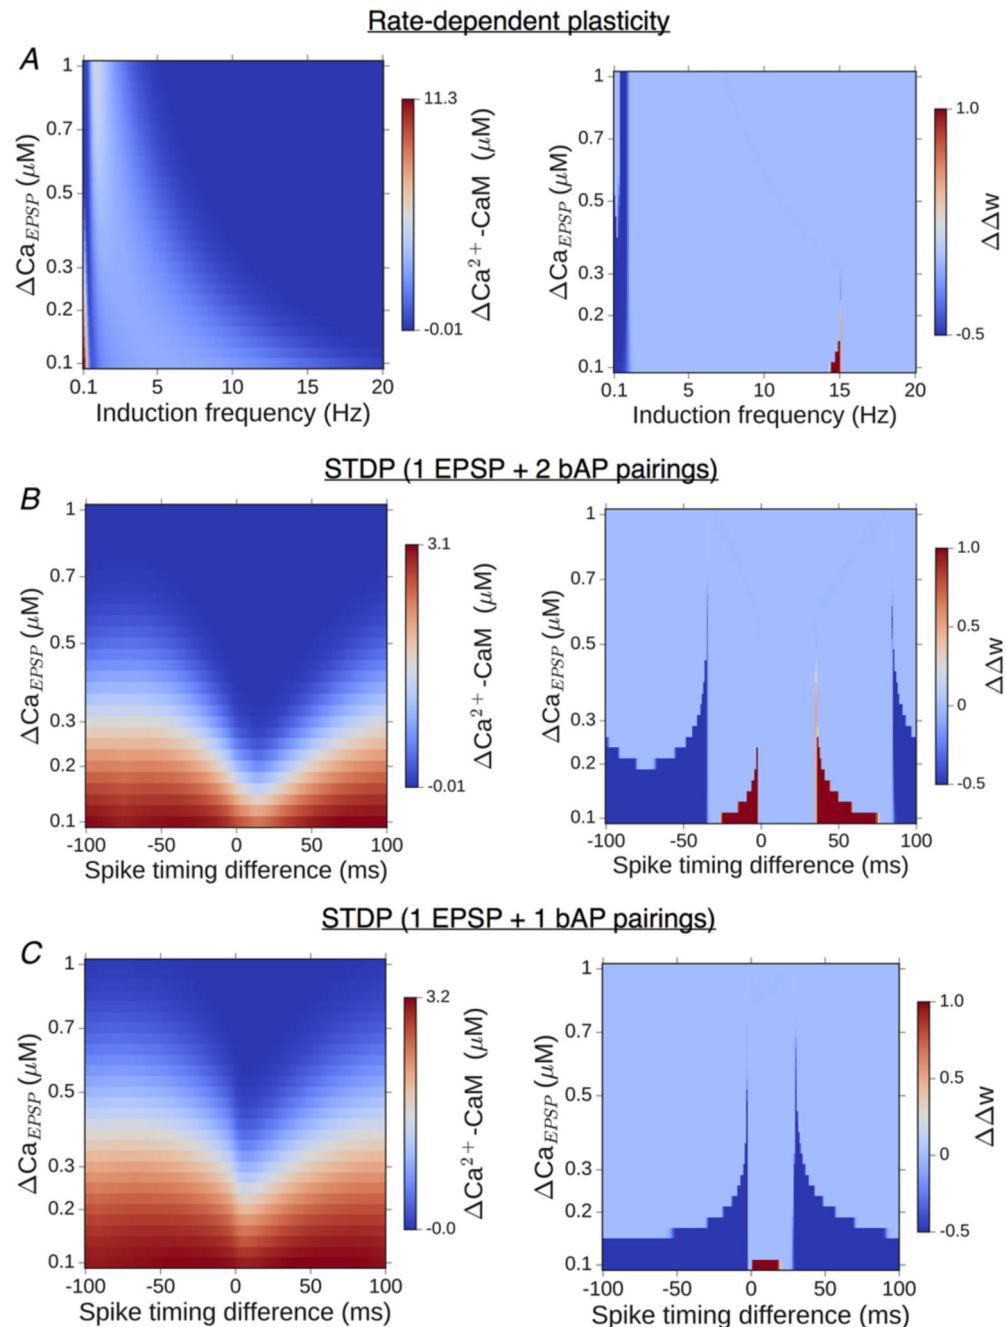 Rate-dependent plasticity
A
ΔCa_EPSP (μM)
1
0.7
0.5
0.3
0.2
0.1
0.1 5 10 15 20
Induction frequency (Hz)
11.3
-0.01
ΔCa²⁺-CaM (μM)
ΔCa_EPSP (μM)
1
0.7
0.5
0.3
0.2
0.1
0.1 5 10 15 20
Induction frequency (Hz)
1.0
-0.5
ΔΔw
STDP (1 EPSP + 2 bAP pairings)
B
ΔCa_EPSP (μM)
1
0.7
0.5
0.3
0.2
0.1
-100 -50 0 50 100
Spike timing difference (ms)
3.1
-0.01
ΔCa²⁺-CaM (μM)
ΔCa_EPSP (μM)
1
0.7
0.5
0.3
0.2
0.1
-100 -50 0 50 100
Spike timing difference (ms)
1.0
0.5
0
-0.5
ΔΔw
STDP (1 EPSP + 1 bAP pairings)
C
ΔCa_EPSP (μM)
1
0.7
0.5
0.3
0.2
0.1
-100 -50 0 50 100
Spike timing difference (ms)
3.2
-0.0
ΔCa²⁺-CaM (μM)
ΔCa_EPSP (μM)
1
0.7
0.5
0.3
0.2
0.1
-100 -50 0 50 100
Spike timing difference (ms)
1.0
0.5
0
-0.5
ΔΔw